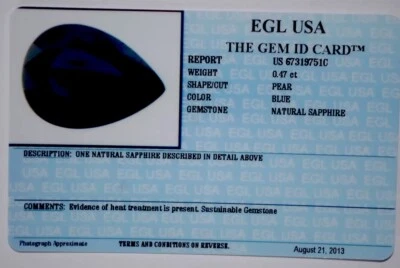 EGL USA
THE GEM ID CARD™
REPORT US 67319751C
WEIGHT 0.47 ct
SHAPE/CUT PEAR
COLOR BLUE
GEMSTONE NATURAL SAPPHIRE
DESCRIPTION: ONE NATURAL SAPPHIRE DESCRIBED IN DETAIL ABOVE
COMMENTS: Evidence of heat treatment is present. Sustainable Gemstone
Photograph Approximate TERMS AND CONDITIONS ON REVERSE. August 21, 2013